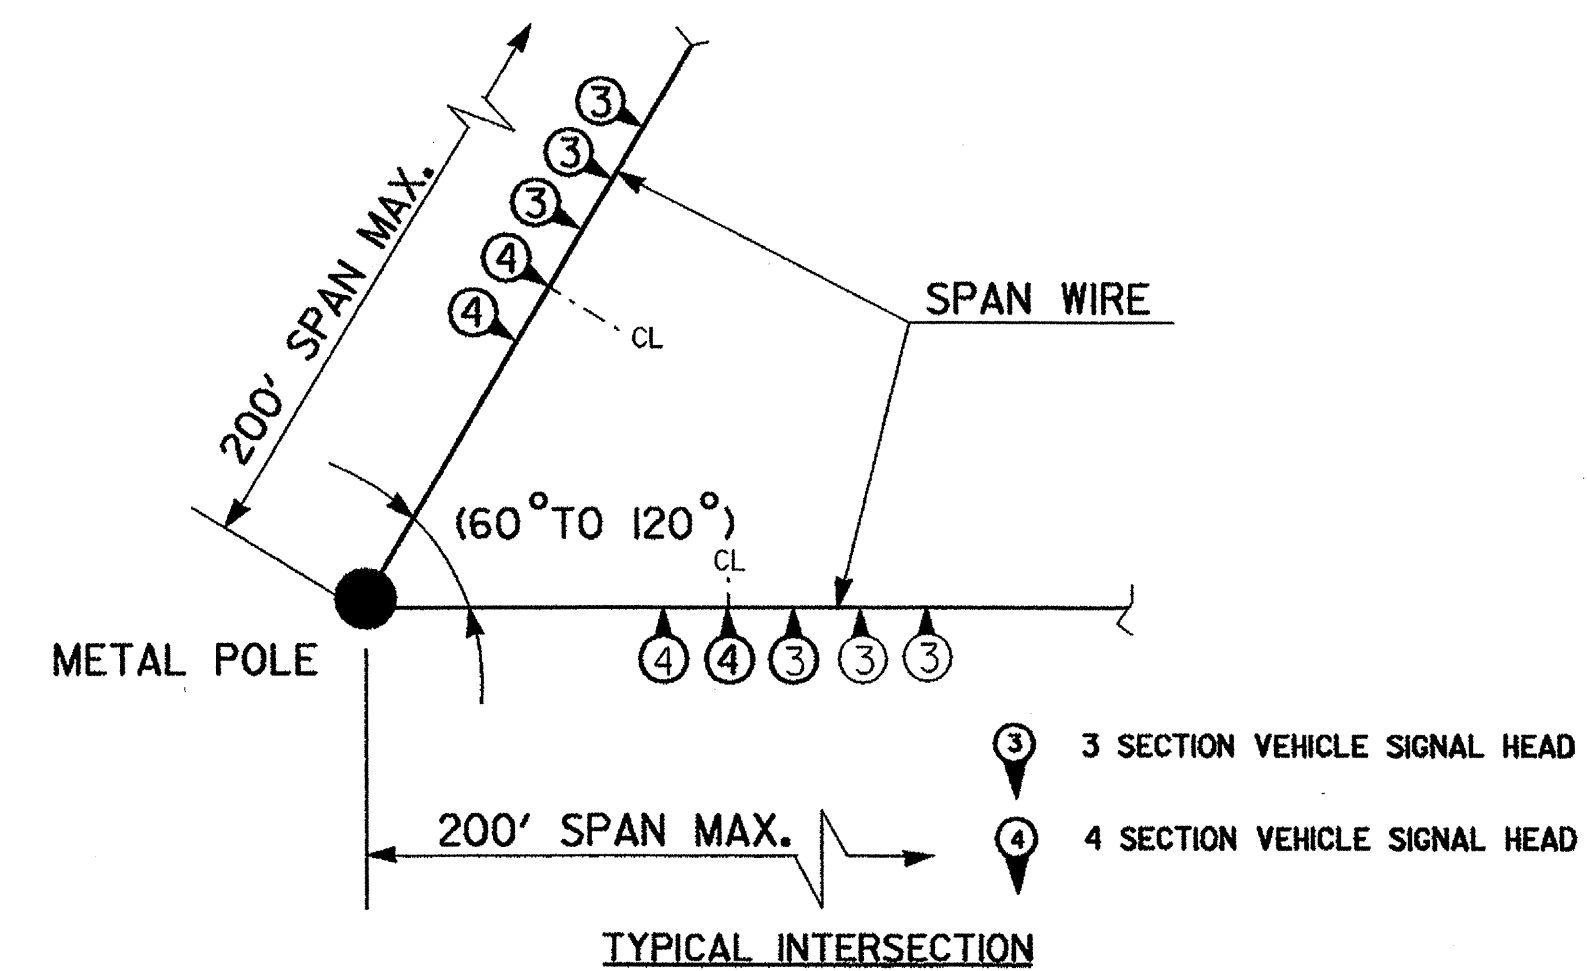 3
3
3
4
4
CL
200' SPAN MAX.
SPAN WIRE
(60° TO 120°)
CL
METAL POLE
4 4 3 3 3
3 3 SECTION VEHICLE SIGNAL HEAD
4 4 SECTION VEHICLE SIGNAL HEAD
200' SPAN MAX.
TYPICAL INTERSECTION